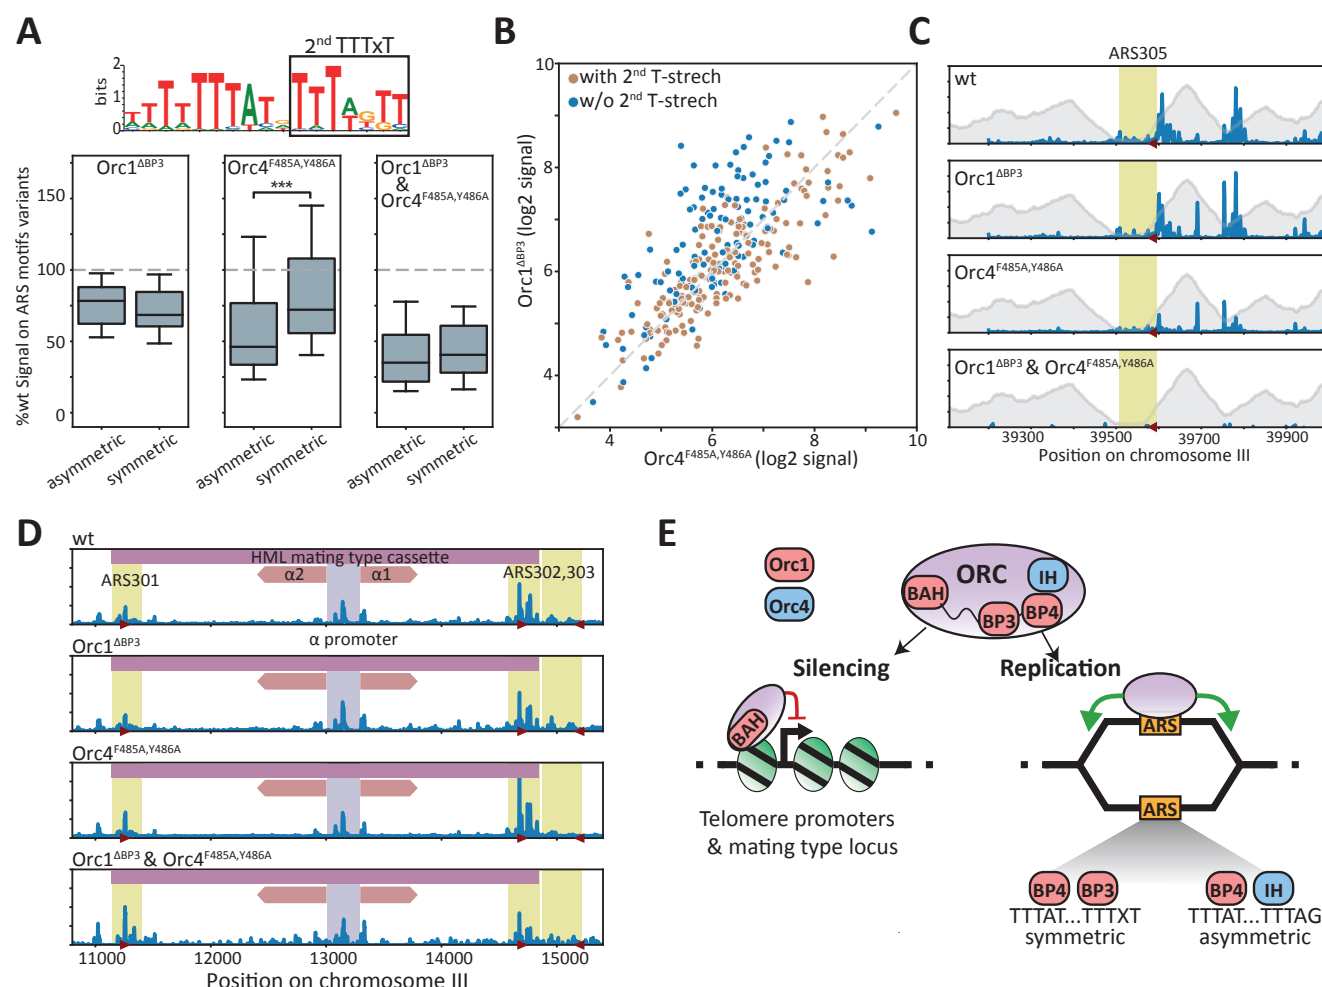 A
2nd TTTxT
bits
2
1
0
%wt Signal on ARS motifs variants
150
100
50
0
Orc1ΔBP3
Orc4F485A,Y486A
***
Orc1ΔBP3
&
Orc4F485A,Y486A
asymmetric
symmetric
asymmetric
symmetric
asymmetric
symmetric
B
with 2nd T-strech
w/o 2nd T-strech
Orc1ΔBP3 (log2 signal)
10
8
6
4
4
6
8
10
Orc4F485A,Y486A (log2 signal)
C
ARS305
wt
Orc1ΔBP3
Orc4F485A,Y486A
Orc1ΔBP3 & Orc4F485A,Y486A
39300
39500
39700
39900
Position on chromosome III
D
wt
HML mating type cassette
ARS301
α2
α1
ARS302,303
Orc1ΔBP3
α promoter
Orc4F485A,Y486A
Orc1ΔBP3 & Orc4F485A,Y486A
11000
12000
13000
14000
15000
Position on chromosome III
E
Orc1
Orc4
ORC
IH
BAH
BP3
BP4
Silencing
Replication
BAH
ARS
ARS
Telomere promoters
& mating type locus
BP4
BP3
BP4
IH
TTTAT...TTTXT
symmetric
TTTAT...TTTAG
asymmetric